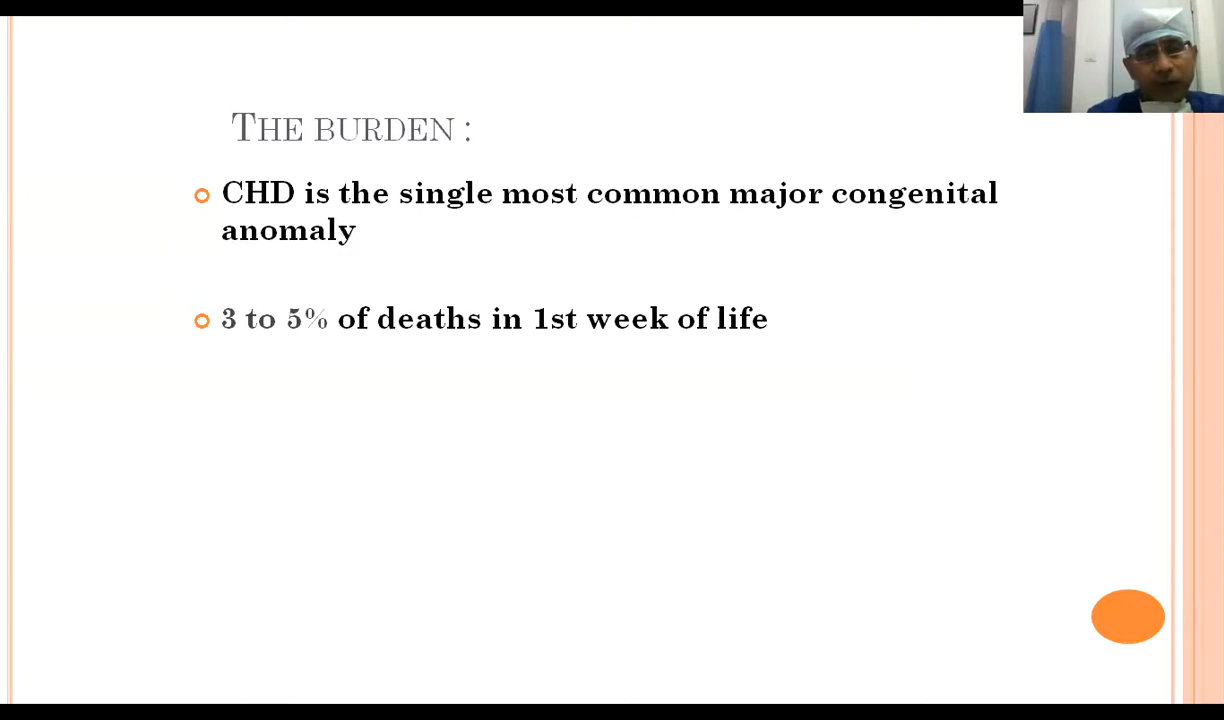 THE BURDEN :
CHD is the single most common major congenital
anomaly
3 to 5% of deaths in 1st week of life